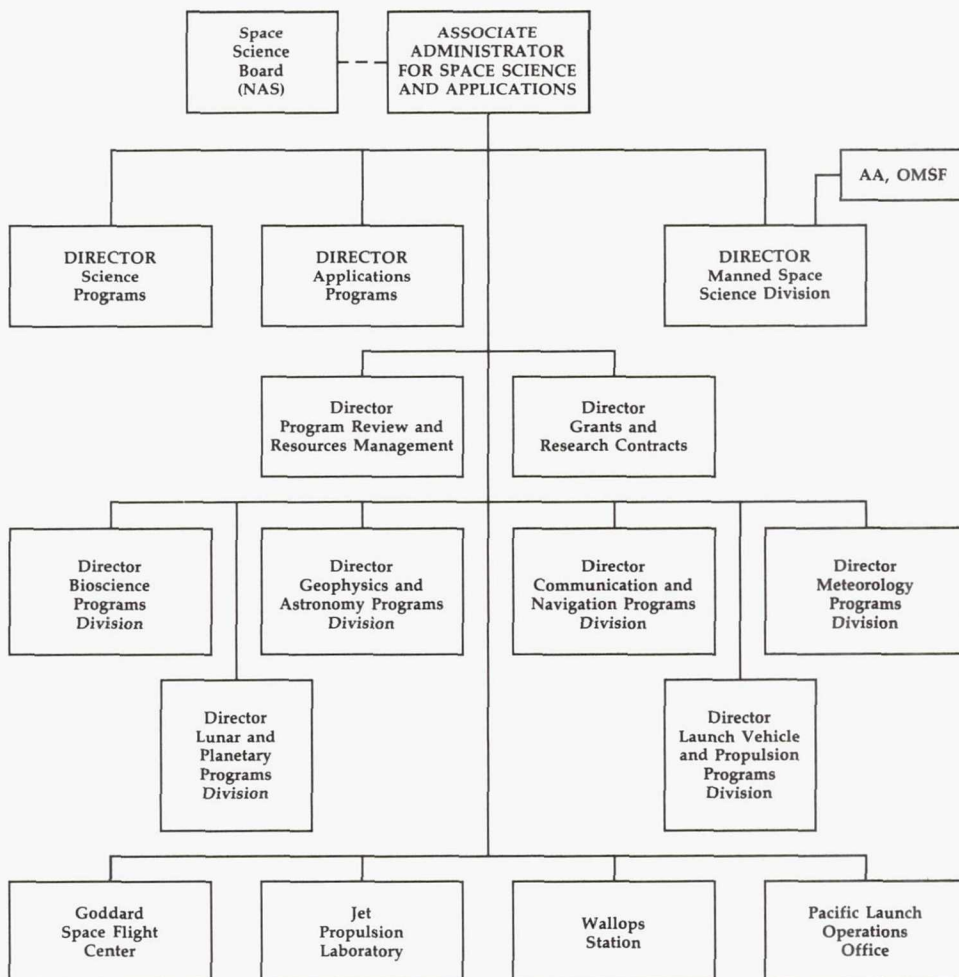 Space
Science
Board
(NAS)
ASSOCIATE
ADMINISTRATOR
FOR SPACE SCIENCE
AND APPLICATIONS
AA, OMSF
DIRECTOR
Science
Programs
DIRECTOR
Applications
Programs
DIRECTOR
Manned Space
Science Division
Director
Program Review and
Resources Management
Director
Grants and
Research Contracts
Director
Bioscience
Programs
Division
Director
Geophysics and
Astronomy Programs
Division
Director
Communication and
Navigation Programs
Division
Director
Meteorology
Programs
Division
Director
Lunar and
Planetary
Programs
Division
Director
Launch Vehicle
and Propulsion
Programs
Division
Goddard
Space Flight
Center
Jet
Propulsion
Laboratory
Wallops
Station
Pacific Launch
Operations
Office